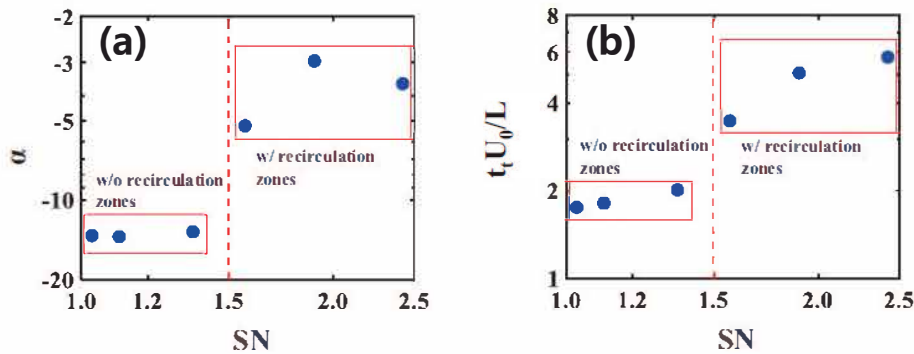 (a)
-2
-3
-5
-10
-20
α
w/o recirculation
zones
w/ recirculation
zones
1.0
1.2
1.5
2.0
2.5
SN
(b)
8
6
4
2
1
t_t U_0/L
w/o recirculation
zones
w/ recirculation
zones
1.0
1.2
1.5
2.0
2.5
SN